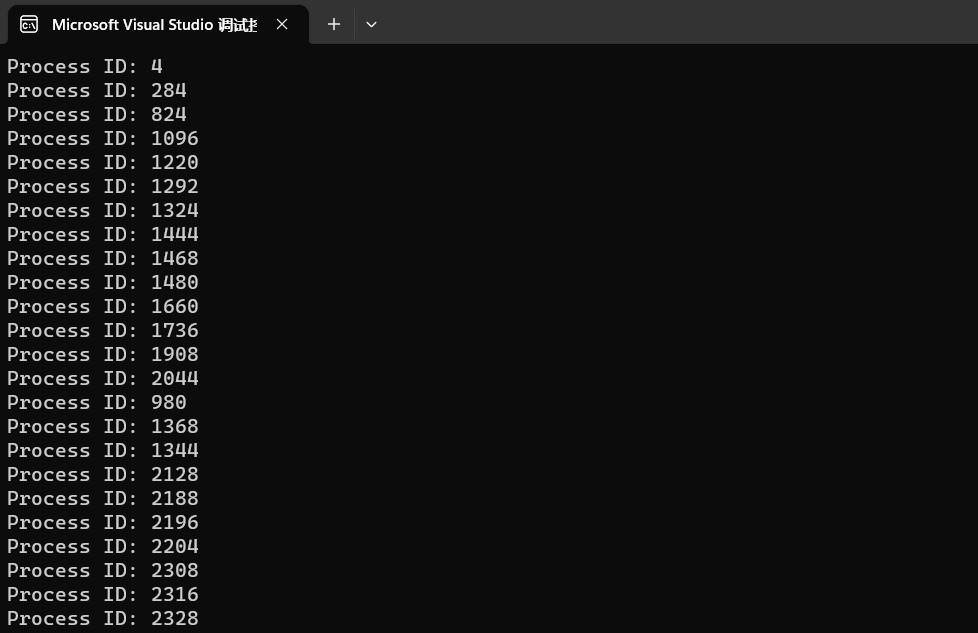 Microsoft Visual Studio 调试
Process ID: 4
Process ID: 284
Process ID: 824
Process ID: 1096
Process ID: 1220
Process ID: 1292
Process ID: 1324
Process ID: 1444
Process ID: 1468
Process ID: 1480
Process ID: 1660
Process ID: 1736
Process ID: 1908
Process ID: 2044
Process ID: 980
Process ID: 1368
Process ID: 1344
Process ID: 2128
Process ID: 2188
Process ID: 2196
Process ID: 2204
Process ID: 2308
Process ID: 2316
Process ID: 2328